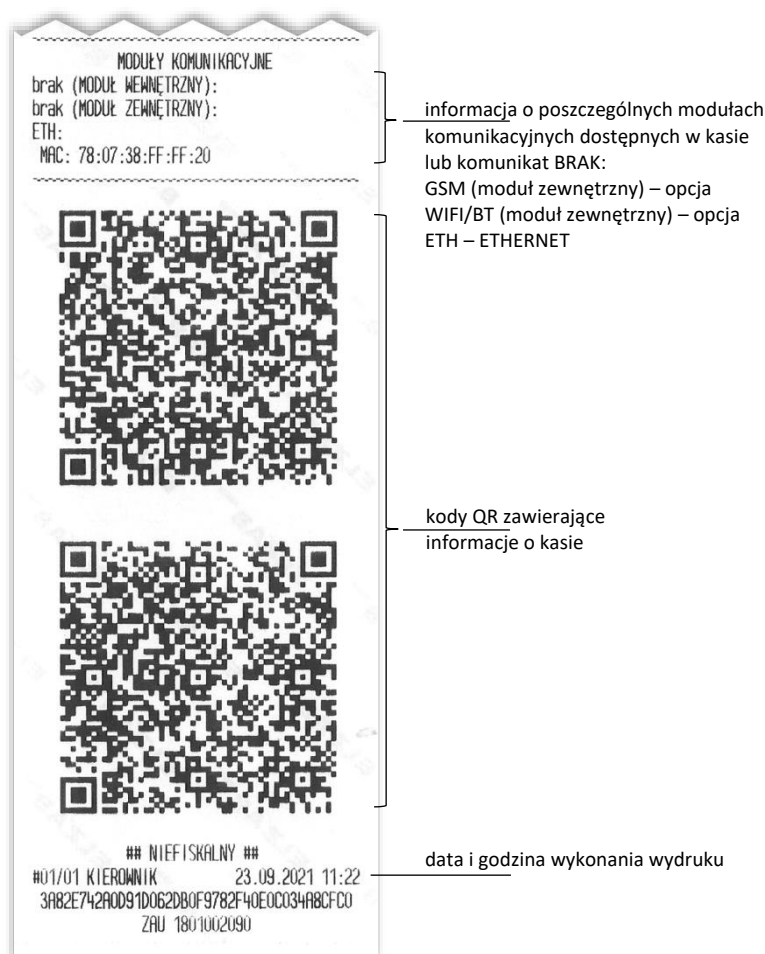 MODUŁY KOMUNIKACYJNE
brak (MODUŁ WEWNĘTRZNY):
brak (MODUŁ ZEWNĘTRZNY):
ETH:
MAC: 78:07:38:FF:FF:20
informacja o poszczególnych modułach
komunikacyjnych dostępnych w kasie
lub komunikat BRAK:
GSM (moduł zewnętrzny) – opcja
WIFI/BT (moduł zewnętrzny) – opcja
ETH – ETHERNET
kody QR zawierające
informacje o kasie
## NIEFISKALNY ##
#01/01 KIEROWNIK 23.09.2021 11:22
3A82E742A0D91D062DB0F9782F40E0C034A8CFC0
ZAU 1801002090
data i godzina wykonania wydruku